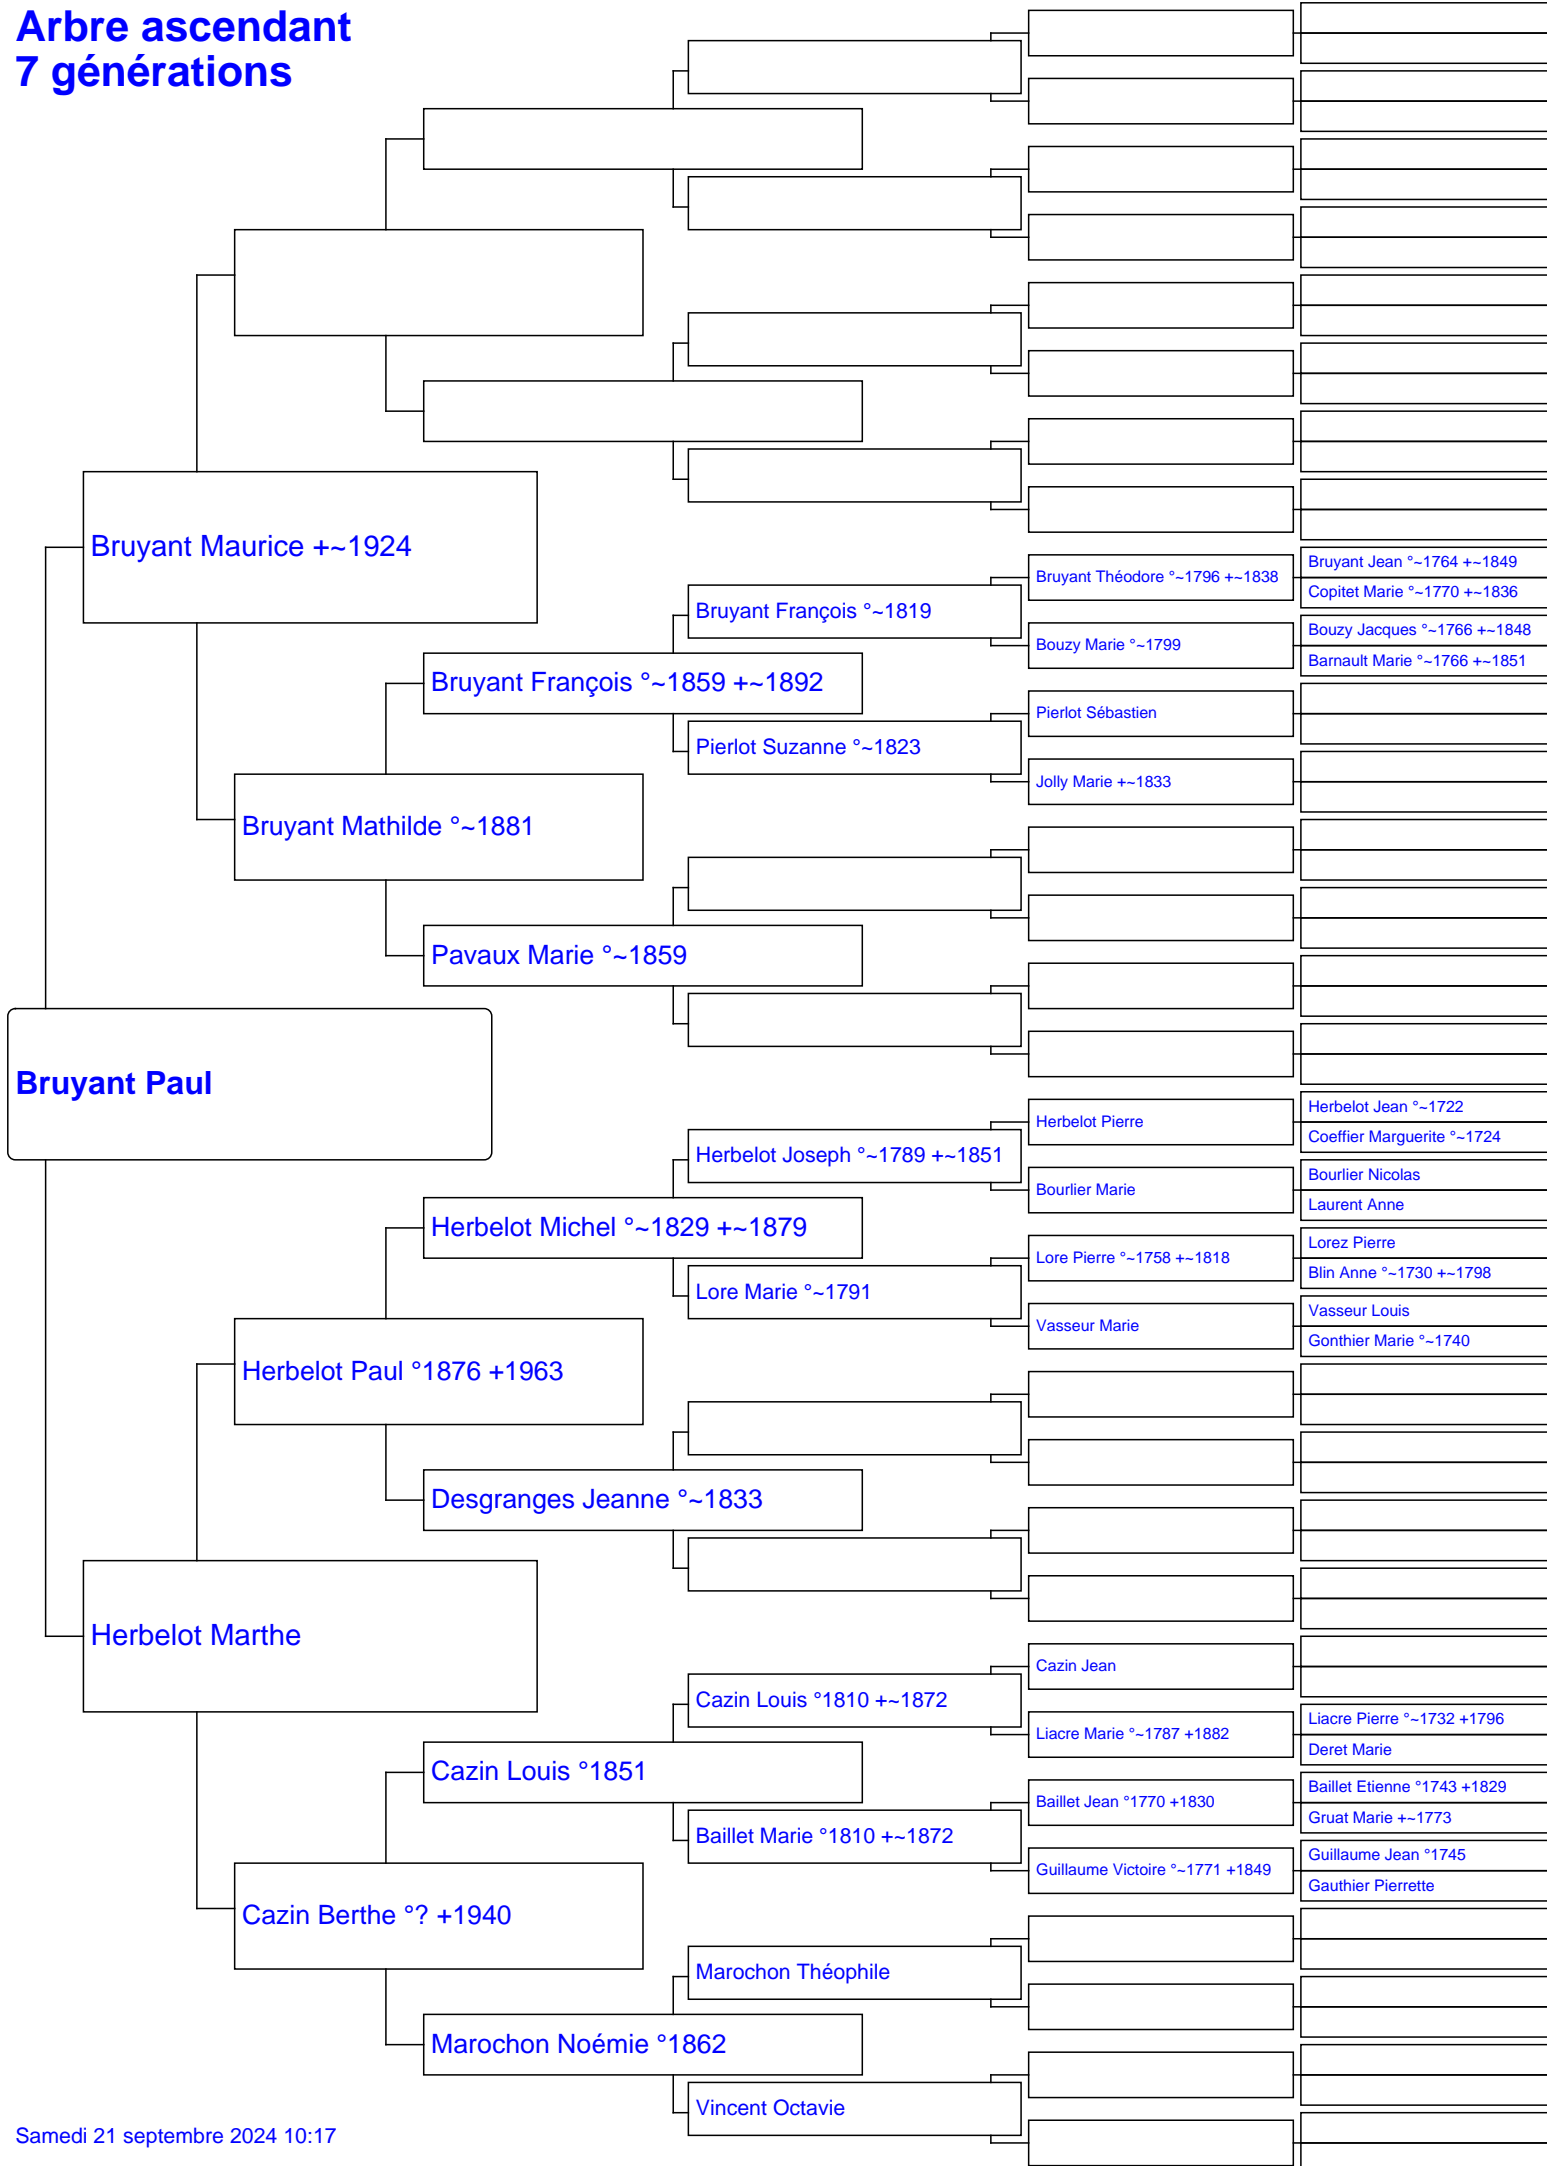 Arbre ascendant
7 générations
Bruyant Jean °~1764 +~1849
Bruyant Maurice +~1924
Bruyant Théodore °~1796 +~1838
Copitet Marie °~1770 +~1836
Bruyant François °~1819
Bouzy Jacques °~1766 +~1848
Bouzy Marie °~1799
Barnault Marie °~1766 +~1851
Bruyant François °~1859 +~1892
Pierlot Sébastien
Pierlot Suzanne °~1823
Jolly Marie +~1833
Bruyant Mathilde °~1881
Pavaux Marie °~1859
Bruyant Paul
Herbelot Jean °~1722
Herbelot Pierre
Coeffier Marguerite °~1724
Herbelot Joseph °~1789 +~1851
Bourlier Nicolas
Bourlier Marie
Laurent Anne
Herbelot Michel °~1829 +~1879
Lorez Pierre
Lore Pierre °~1758 +~1818
Blin Anne °~1730 +~1798
Lore Marie °~1791
Vasseur Louis
Vasseur Marie
Gonthier Marie °~1740
Herbelot Paul °1876 +1963
Desgranges Jeanne °~1833
Herbelot Marthe
Cazin Jean
Cazin Louis °1810 +~1872
Liacre Pierre °~1732 +1796
Liacre Marie °~1787 +1882
Deret Marie
Cazin Louis °1851
Baillet Etienne °1743 +1829
Baillet Jean °1770 +1830
Gruat Marie +~1773
Baillet Marie °1810 +~1872
Guillaume Jean °1745
Guillaume Victoire °~1771 +1849
Gauthier Pierrette
Cazin Berthe °? +1940
Marochon Théophile
Marochon Noémie °1862
Vincent Octavie
Samedi 21 septembre 2024 10:17